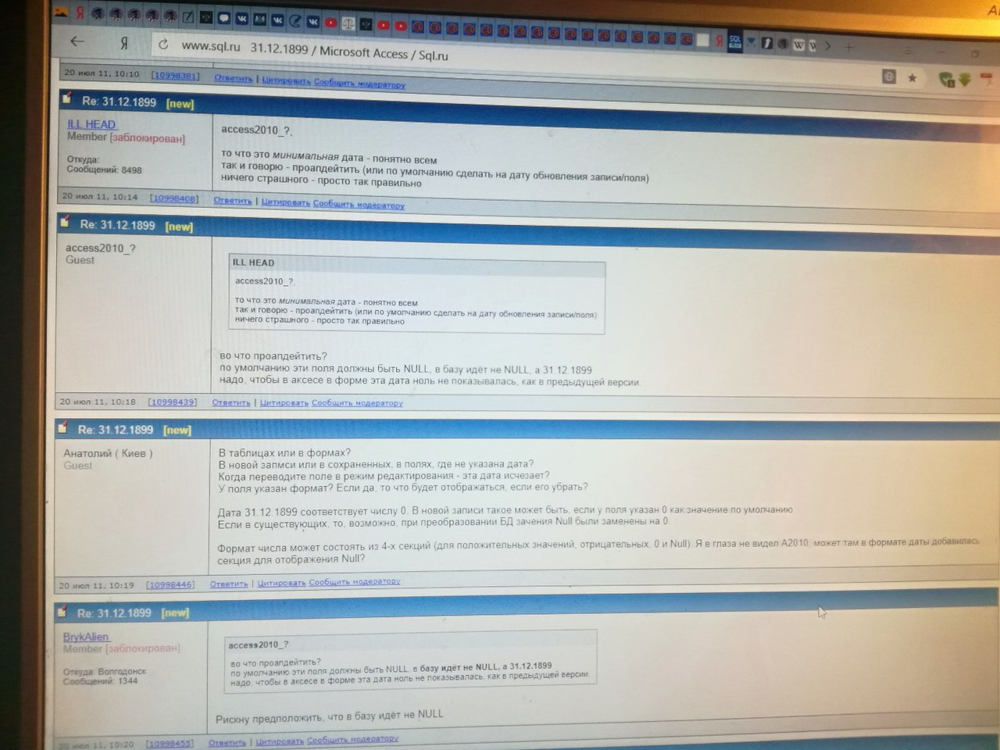 www.sql.ru 31.12.1899 / Microsoft Access / Sql.ru
20 июл 11, 10:10 [10998381] Ответить | Цитировать Сообщить модератору
Re: 31.12.1899 [new]
ILL HEAD
Member [заблокирован]
Откуда:
Сообщений: 8498
access2010_?,
то что это минимальная дата - понятно всем
так и говорю - проапдейтить (или по умолчанию сделать на дату обновления записи/поля)
ничего страшного - просто так правильно
20 июл 11, 10:14 [10998408] Ответить | Цитировать Сообщить модератору
Re: 31.12.1899 [new]
access2010_?
Guest
ILL HEAD
access2010_?,
то что это минимальная дата - понятно всем
так и говорю - проапдейтить (или по умолчанию сделать на дату обновления записи/поля)
ничего страшного - просто так правильно
во что проапдейтить?
по умолчанию эти поля должны быть NULL, в базу идёт не NULL, а 31.12.1899
надо, чтобы в аксесе в форме эта дата ноль не показывалась, как в предыдущей версии.
20 июл 11, 10:18 [10998439] Ответить | Цитировать Сообщить модератору
Re: 31.12.1899 [new]
Анатолий ( Киев )
Guest
В таблицах или в формах?
В новой запмси или в сохраненных, в полях, где не указана дата?
Когда переводите поле в режим редактирования - эта дата исчезает?
У поля указан формат? Если да, то что будет отображаться, если его убрать?
Дата 31.12.1899 соответствует числу 0. В новой записи такое может быть, если у поля указан 0 как значение по умолчанию.
Если в существующих, то, возможно, при преобразовании БД зачения Null были заменены на 0.
Формат числа может состоять из 4-х секций (для положительных значений, отрицательных, 0 и Null). Я в глаза не видел А2010, может там в формате даты добавилась
секция для отображения Null?
20 июл 11, 10:19 [10998446] Ответить | Цитировать Сообщить модератору
Re: 31.12.1899 [new]
BrykAlien
Member [заблокирован]
Откуда: Волгодонск
Сообщений: 1344
access2010_?
во что проапдейтить?
по умолчанию эти поля должны быть NULL, в базу идёт не NULL, а 31.12.1899
надо, чтобы в аксесе в форме эта дата ноль не показывалась, как в предыдущей версии.
Рискну предположить, что в базу идёт не NULL
20 июл 11, 10:20 [10998455] Ответить | Цитировать Сообщить модератору